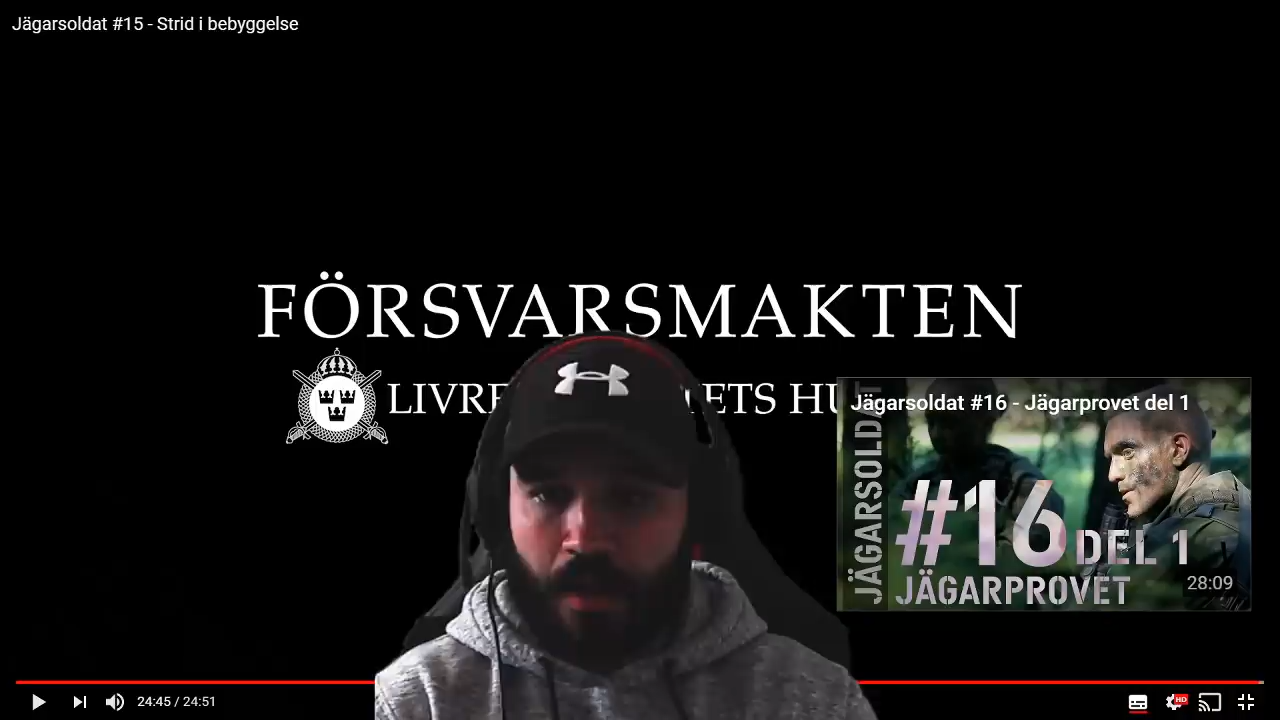 Jägarsoldat #15 - Strid i bebyggelse
FÖRSVARSMAKTEN
Jägarsoldat #16 - Jägarprovet del 1
JÄGARSOLDAT
#16 DEL 1
JÄGARPROVET
28:09
24:45 / 24:51
HD